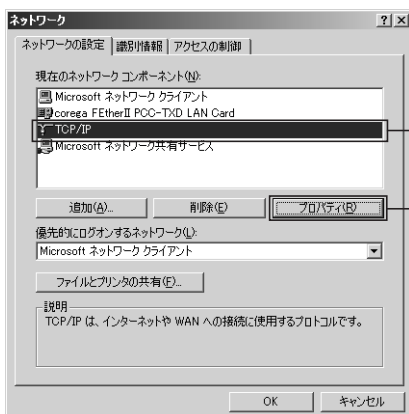 ネットワーク
ネットワークの設定 識別情報 アクセスの制御
現在のネットワーク コンポーネント(N):
Microsoft ネットワーク クライアント
corega FEtherII PCC-TXD LAN Card
TCP/IP
Microsoft ネットワーク共有サービス
追加(A)... 削除(E) プロパティ(R)
優先的にログオンするネットワーク(L):
Microsoft ネットワーク クライアント
ファイルとプリンタの共有(F)...
説明
TCP/IP は、インターネットや WAN への接続に使用するプロトコルです。
OK キャンセル